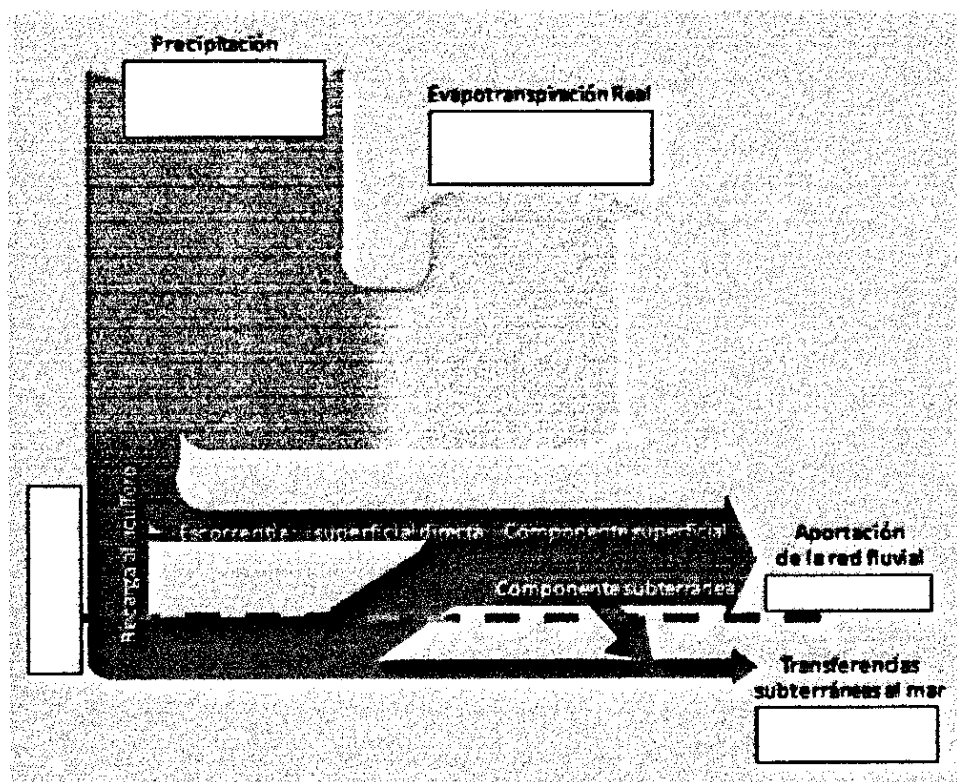 Precipitación
Evapotranspiración Real
Recarga al acuífero
Escorrentía superficial directa
Componente superficial
Aportación
de la red fluvial
Componente subterránea
Transferencias
subterráneas al mar